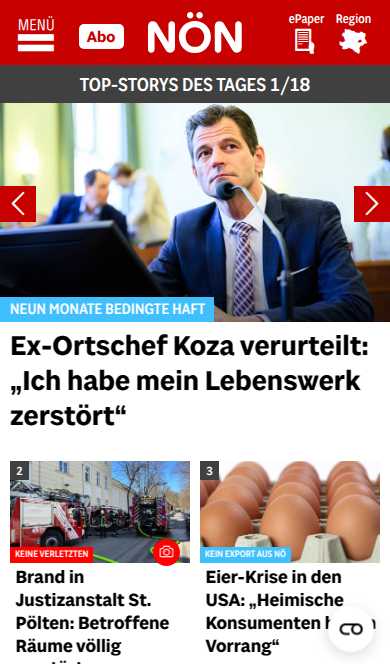 MENÜ
Abo
NÖN
ePaper
Region
TOP-STORYS DES TAGES 1/18
NEUN MONATE BEDINGTE HAFT
Ex-Ortschef Koza verurteilt:
„Ich habe mein Lebenswerk
zerstört“
2
KEINE VERLETZTEN
Brand in
Justizanstalt St.
Pölten: Betroffene
Räume völlig
3
KEIN EXPORT AUS NÖ
Eier-Krise in den
USA: „Heimische
Konsumenten
Vorrang“